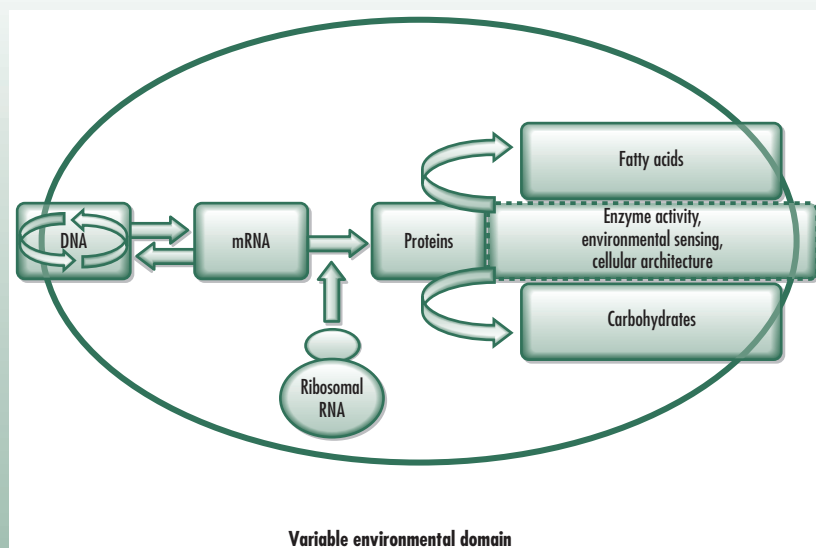 Fatty acids
DNA
mRNA
Proteins
Enzyme activity,
environmental sensing,
cellular architecture
Carbohydrates
Ribosomal
RNA
Variable environmental domain